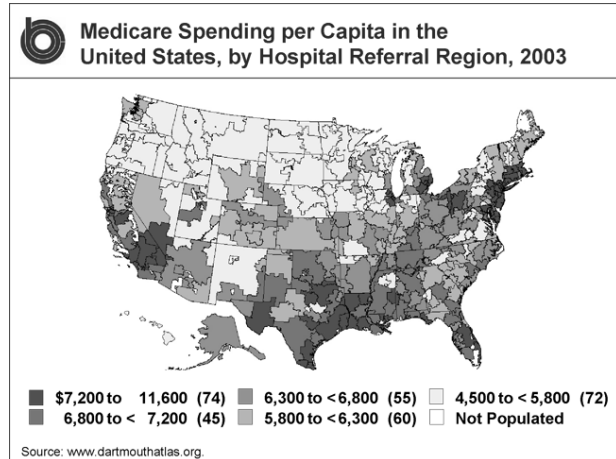 Medicare Spending per Capita in the
United States, by Hospital Referral Region, 2003
$7,200 to 11,600 (74)
6,300 to <6,800 (55)
4,500 to <5,800 (72)
6,800 to < 7,200 (45)
5,800 to <6,300 (60)
Not Populated
Source: www.dartmouthatlas.org.